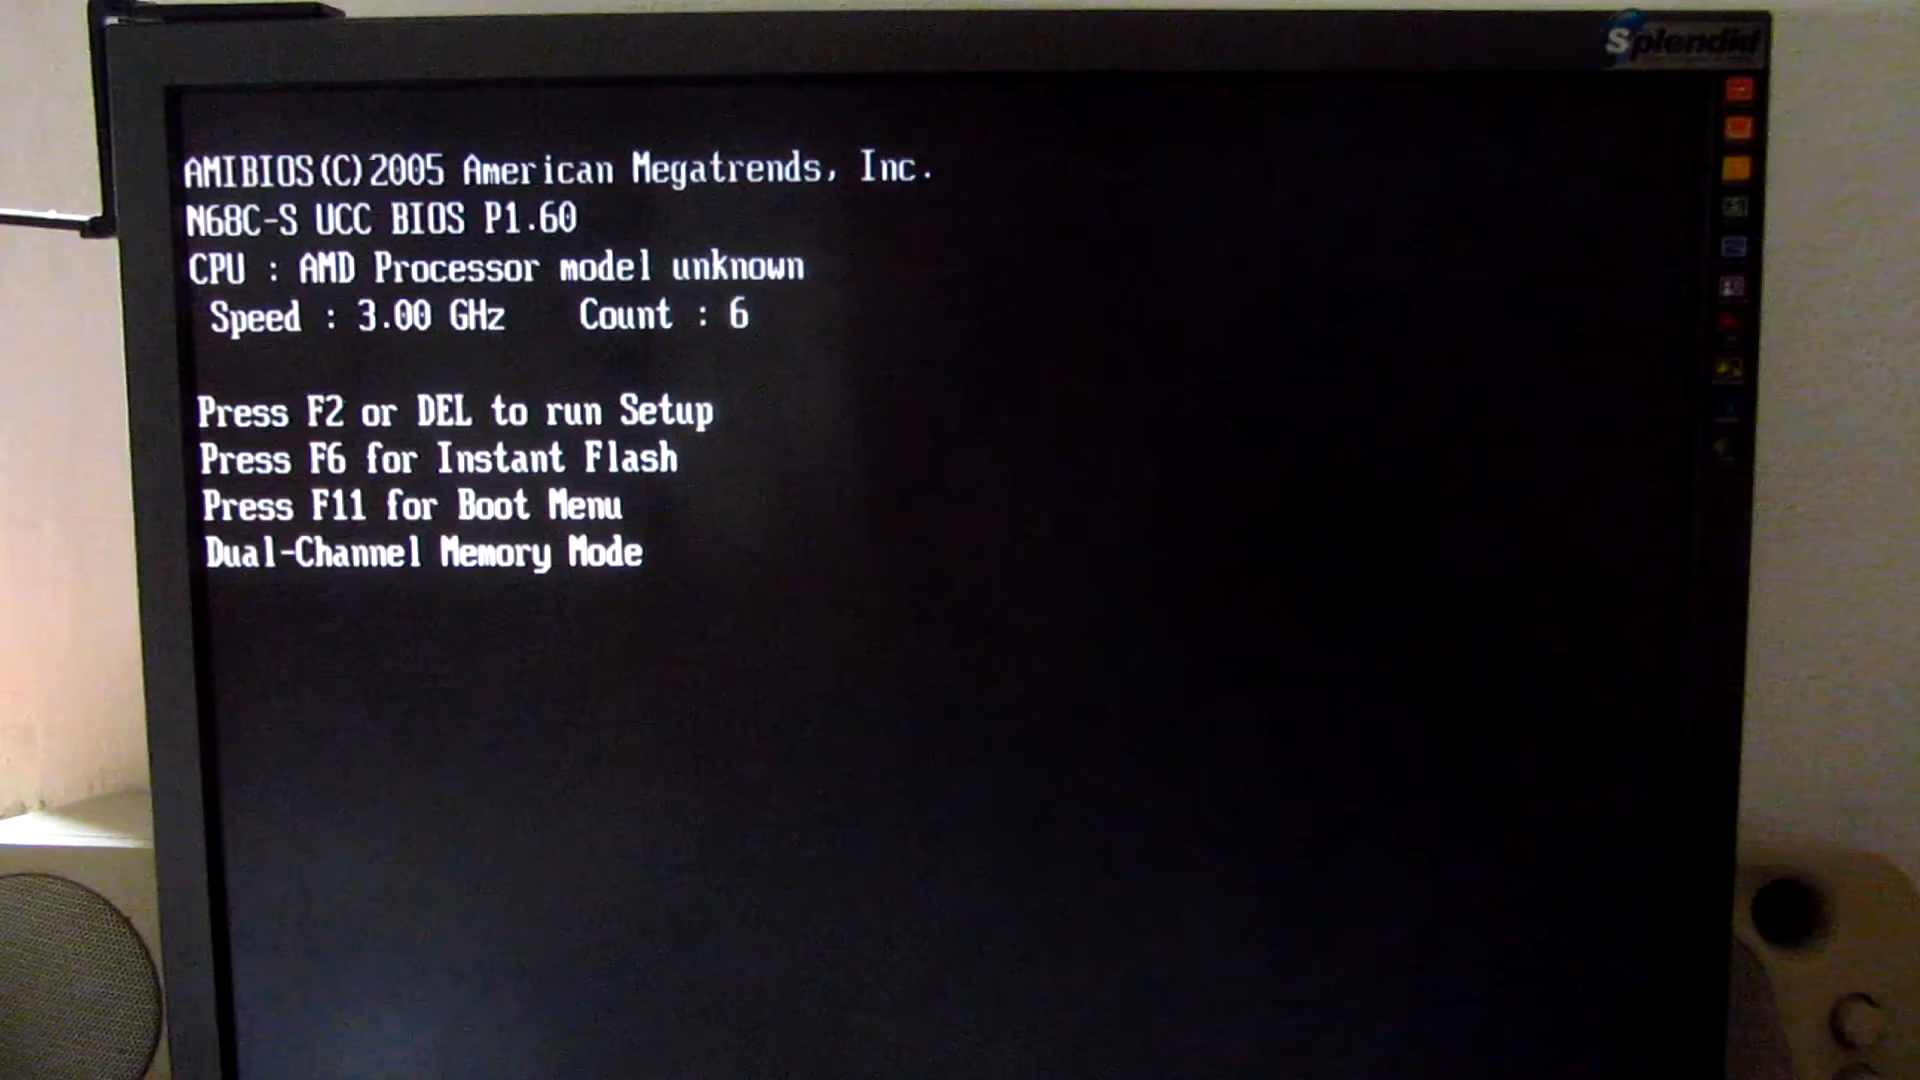 Splendid
AMIBIOS(C)2005 American Megatrends, Inc.
N68C-S UCC BIOS P1.60
CPU : AMD Processor model unknown
Speed : 3.00 GHz    Count : 6
Press F2 or DEL to run Setup
Press F6 for Instant Flash
Press F11 for Boot Menu
Dual-Channel Memory Mode